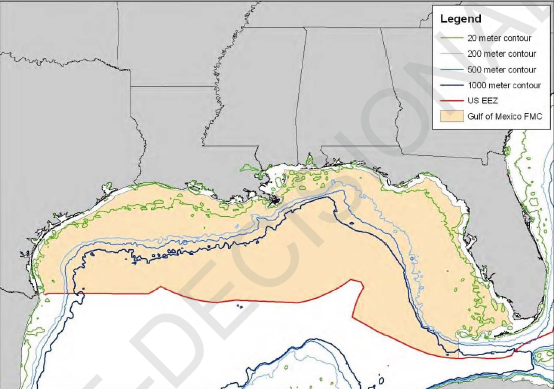 Legend
20 meter contour
200 meter contour
500 meter contour
1000 meter contour
US EEZ
Gulf of Mexico FMC
E-DECISIONAL